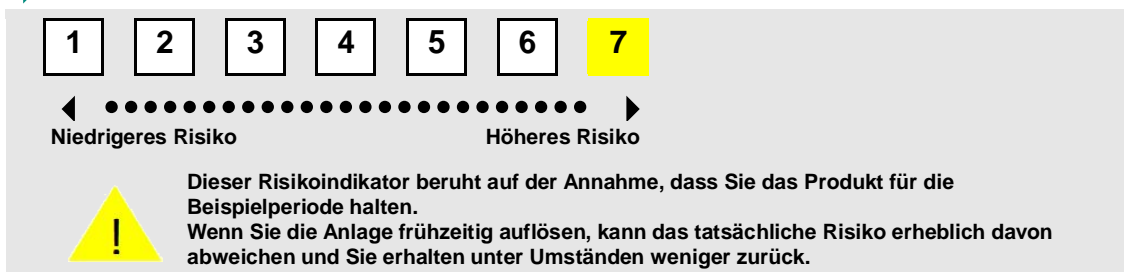 1 2 3 4 5 6 7
Niedrigeres Risiko Höheres Risiko
Dieser Risikoindikator beruht auf der Annahme, dass Sie das Produkt für die
Beispielperiode halten.
! Wenn Sie die Anlage frühzeitig auflösen, kann das tatsächliche Risiko erheblich davon
abweichen und Sie erhalten unter Umständen weniger zurück.